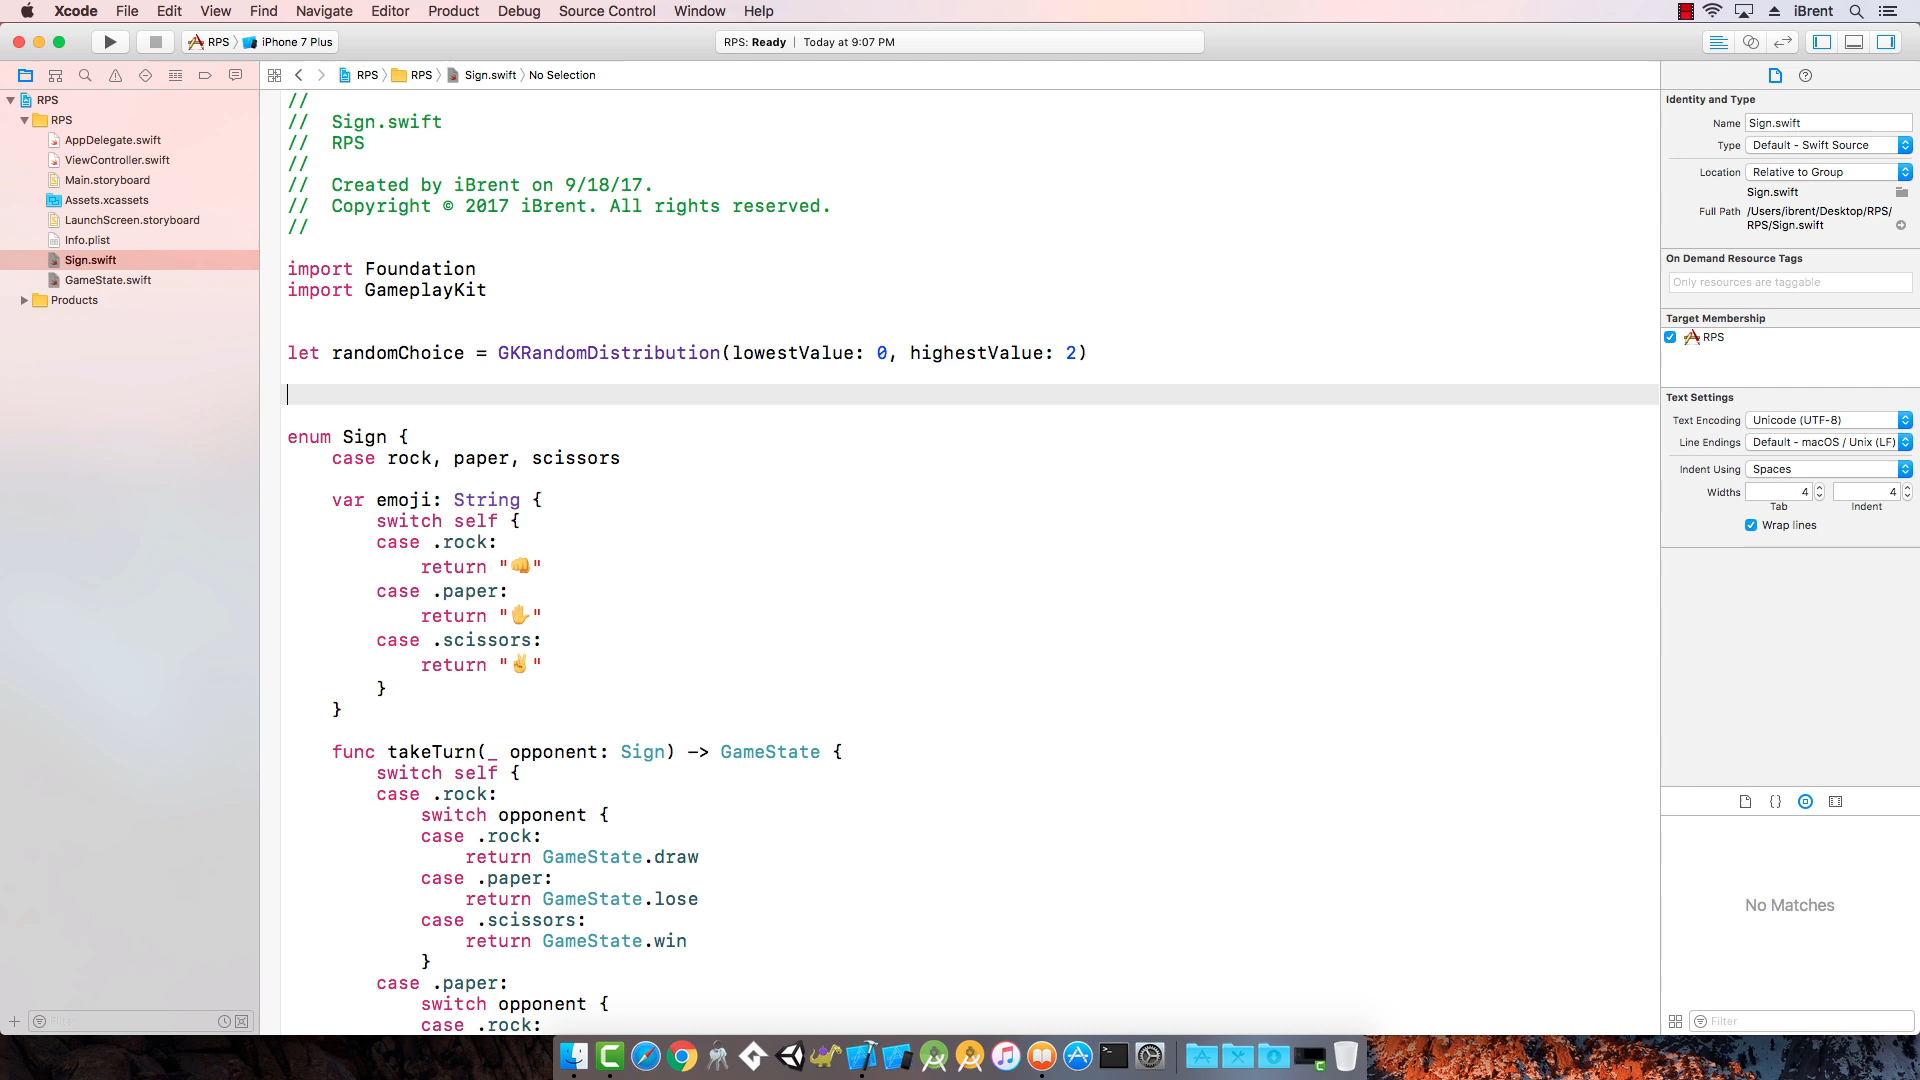 Xcode File Edit View Find Navigate Editor Product Debug Source Control Window Help iBrent
RPS iPhone 7 Plus RPS: Ready | Today at 9:07 PM
RPS RPS Sign.swift No Selection
RPS
RPS
AppDelegate.swift
ViewController.swift
Main.storyboard
Assets.xcassets
LaunchScreen.storyboard
Info.plist
Sign.swift
GameState.swift
Products
Filter
//
// Sign.swift
// RPS
//
// Created by iBrent on 9/18/17.
// Copyright © 2017 iBrent. All rights reserved.
//
import Foundation
import GameplayKit
let randomChoice = GKRandomDistribution(lowestValue: 0, highestValue: 2)
enum Sign {
case rock, paper, scissors
var emoji: String {
switch self {
case .rock:
return "👊"
case .paper:
return "✋"
case .scissors:
return "✌"
}
}
func takeTurn(_ opponent: Sign) -> GameState {
switch self {
case .rock:
switch opponent {
case .rock:
return GameState.draw
case .paper:
return GameState.lose
case .scissors:
return GameState.win
}
case .paper:
switch opponent {
case .rock:
Identity and Type
Name Sign.swift
Type Default - Swift Source
Location Relative to Group
Sign.swift
Full Path /Users/ibrent/Desktop/RPS/
RPS/Sign.swift
On Demand Resource Tags
Only resources are taggable
Target Membership
RPS
Text Settings
Text Encoding Unicode (UTF-8)
Line Endings Default - macOS / Unix (LF)
Indent Using Spaces
Widths 4 4
Tab Indent
Wrap lines
{}
No Matches
Filter